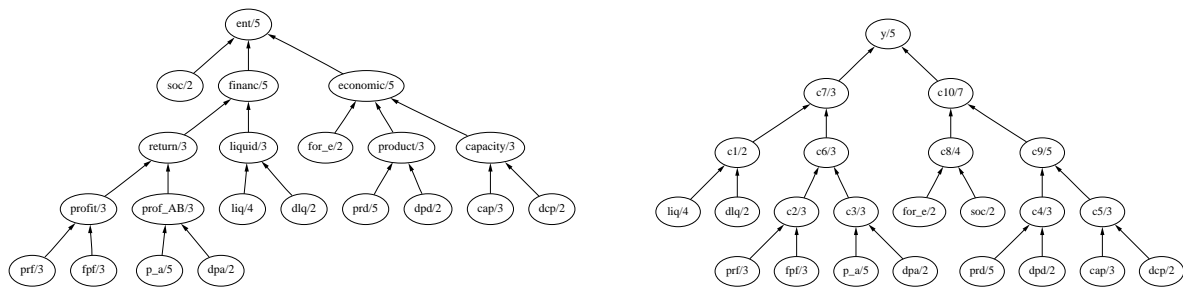 ent/5
soc/2 financ/5 economic/5
return/3 liquid/3 for_e/2 product/3 capacity/3
profit/3 prof_AB/3 liq/4 dlq/2 prd/5 dpd/2 cap/3 dcp/2
prf/3 fpf/3 p_a/5 dpa/2
y/5
c7/3 c10/7
c1/2 c6/3 c8/4 c9/5
liq/4 dlq/2 c2/3 c3/3 for_e/2 soc/2 c4/3 c5/3
prf/3 fpf/3 p_a/5 dpa/2 prd/5 dpd/2 cap/3 dcp/2